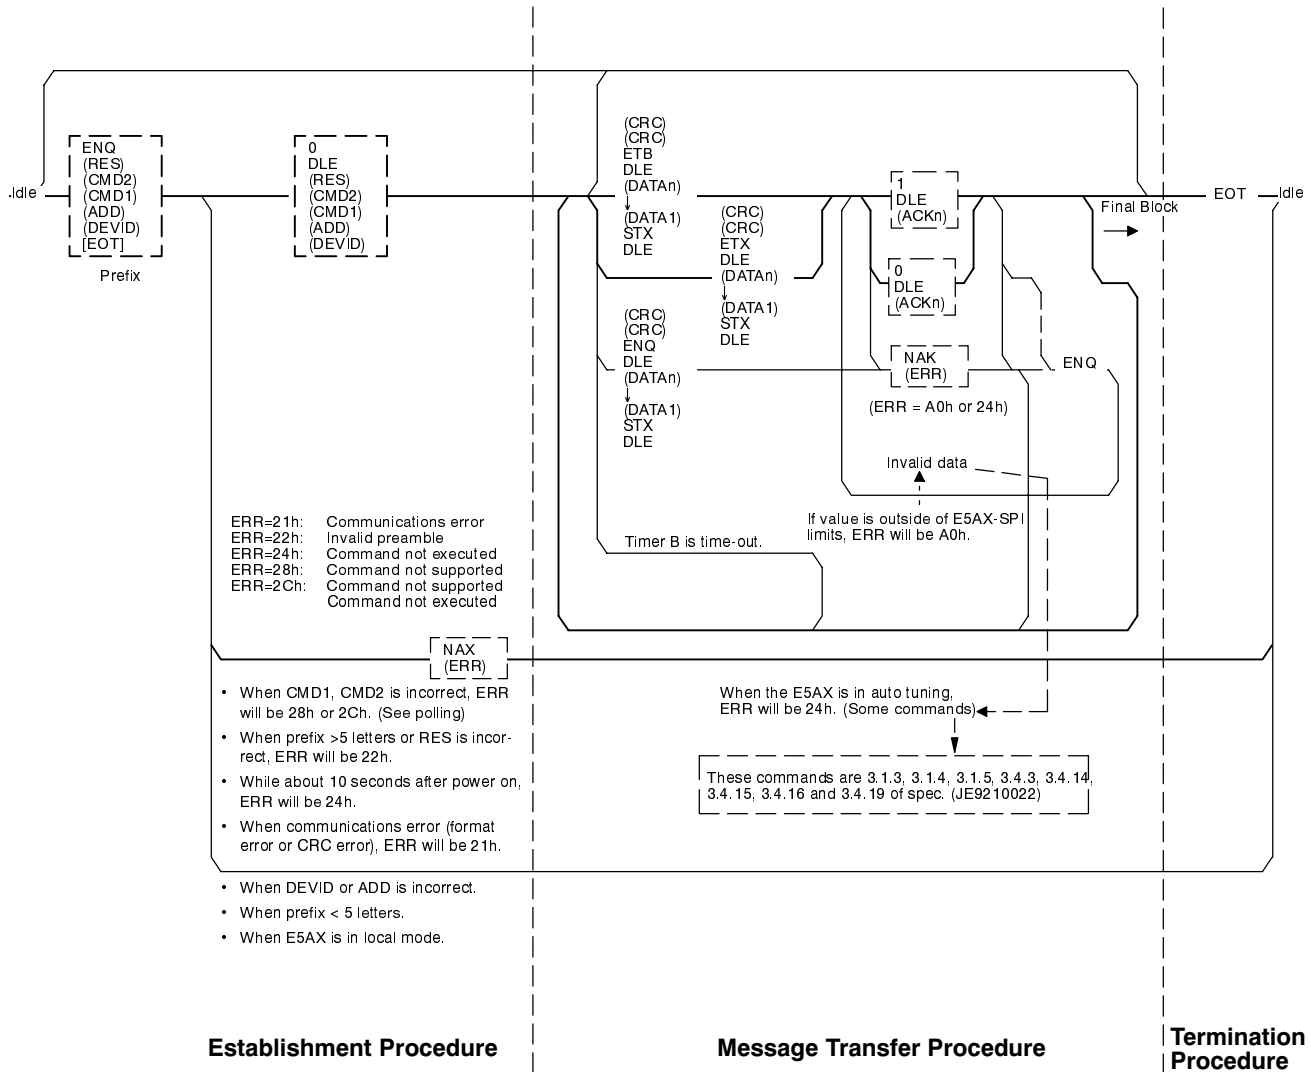 Idle
ENQ
(RES)
(CMD2)
(CMD1)
(ADD)
(DEVID)
[EOT]
Prefix
0
DLE
(RES)
(CMD2)
(CMD1)
(ADD)
(DEVID)
(CRC)
(CRC)
ETB
DLE
(DATAn)
↓
(DATA1)
STX
DLE
(CRC)
(CRC)
ETX
DLE
(DATAn)
↓
(DATA1)
STX
DLE
(CRC)
(CRC)
ENQ
DLE
(DATAn)
↓
(DATA1)
STX
DLE
1
DLE
(ACKn)
0
DLE
(ACKn)
NAK
(ERR)
(ERR = A0h or 24h)
ENQ
Final Block
EOT
Idle
Invalid data
If value is outside of E5AX-SPI
limits, ERR will be A0h.
Timer B is time-out.
ERR=21h: Communications error
ERR=22h: Invalid preamble
ERR=24h: Command not executed
ERR=28h: Command not supported
ERR=2Ch: Command not supported
Command not executed
NAX
(ERR)
• When CMD1, CMD2 is incorrect, ERR
will be 28h or 2Ch. (See polling)
• When prefix >5 letters or RES is incor-
rect, ERR will be 22h.
• While about 10 seconds after power on,
ERR will be 24h.
• When communications error (format
error or CRC error), ERR will be 21h.
• When DEVID or ADD is incorrect.
• When prefix < 5 letters.
• When E5AX is in local mode.
When the E5AX is in auto tuning,
ERR will be 24h. (Some commands)
These commands are 3.1.3, 3.1.4, 3.1.5, 3.4.3, 3.4.14,
3.4.15, 3.4.16 and 3.4.19 of spec. (JE9210022)
Establishment Procedure
Message Transfer Procedure
Termination
Procedure